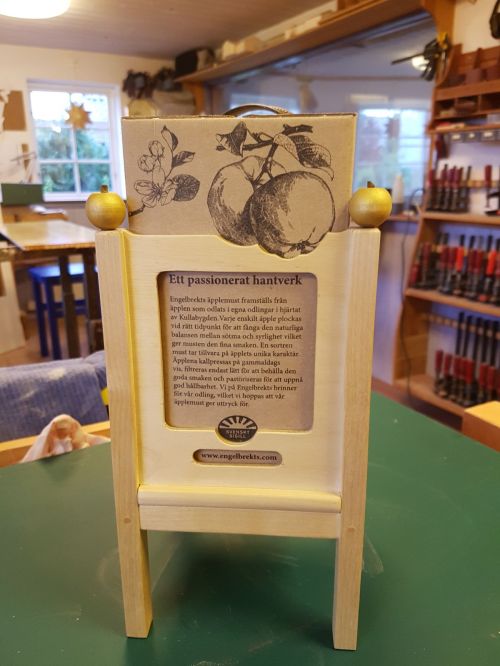 Ett passionerat hantverk
Engelbrekts äpplemust framställs från
äpplen som odlats i egna odlingar i hjärtat
av Kullabygden. Varje enskilt äpple plockas
vid rätt tidpunkt för att fånga den naturliga
balansen mellan sötma och syrlighet vilket
ger musten den fina smaken. En sortren
must tar tillvara på äpplets unika karaktär.
Äpplena kallpressas på gammaldags
vis, filtreras endast lätt för att behålla den
goda smaken och pastöriseras för att uppnå
god hållbarhet. Vi på Engelbrekts brinner
för vår odling, vilket vi hoppas att vår
äpplemust ger uttryck för.
SVENSKT
SIGILL
www.engelbrekts.com